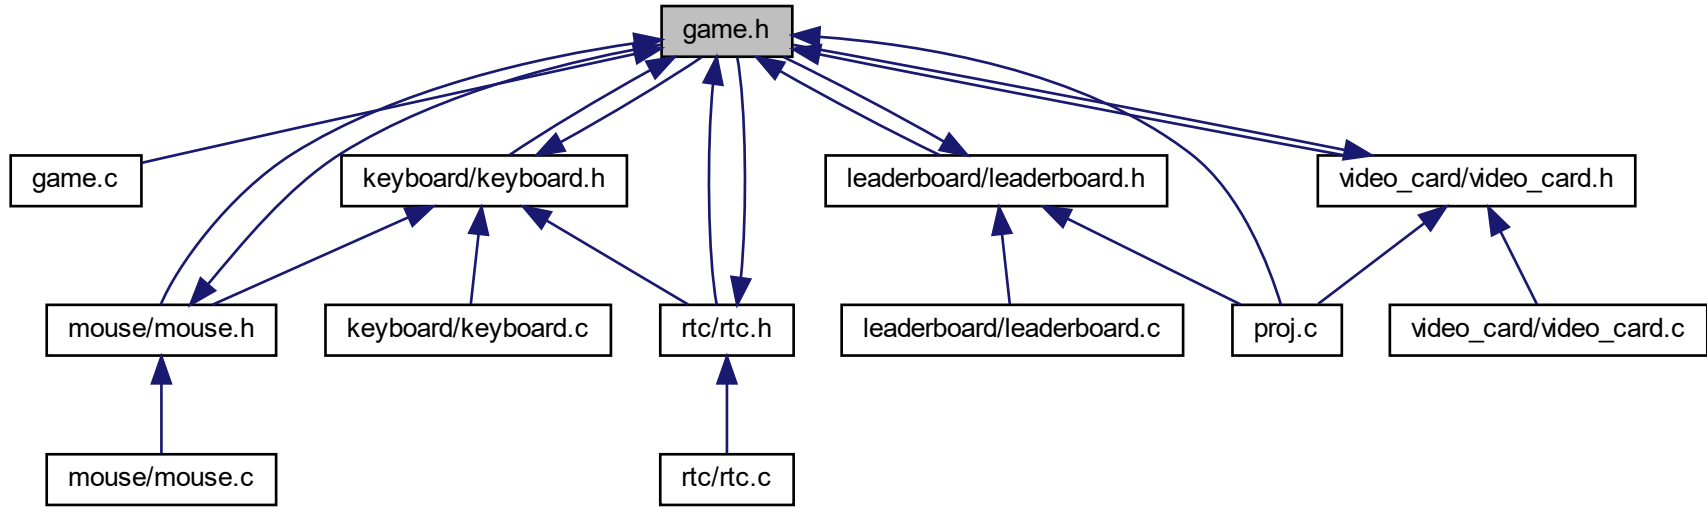 game.h
game.c
keyboard/keyboard.h
leaderboard/leaderboard.h
video_card/video_card.h
mouse/mouse.h
keyboard/keyboard.c
rtc/rtc.h
leaderboard/leaderboard.c
proj.c
video_card/video_card.c
mouse/mouse.c
rtc/rtc.c